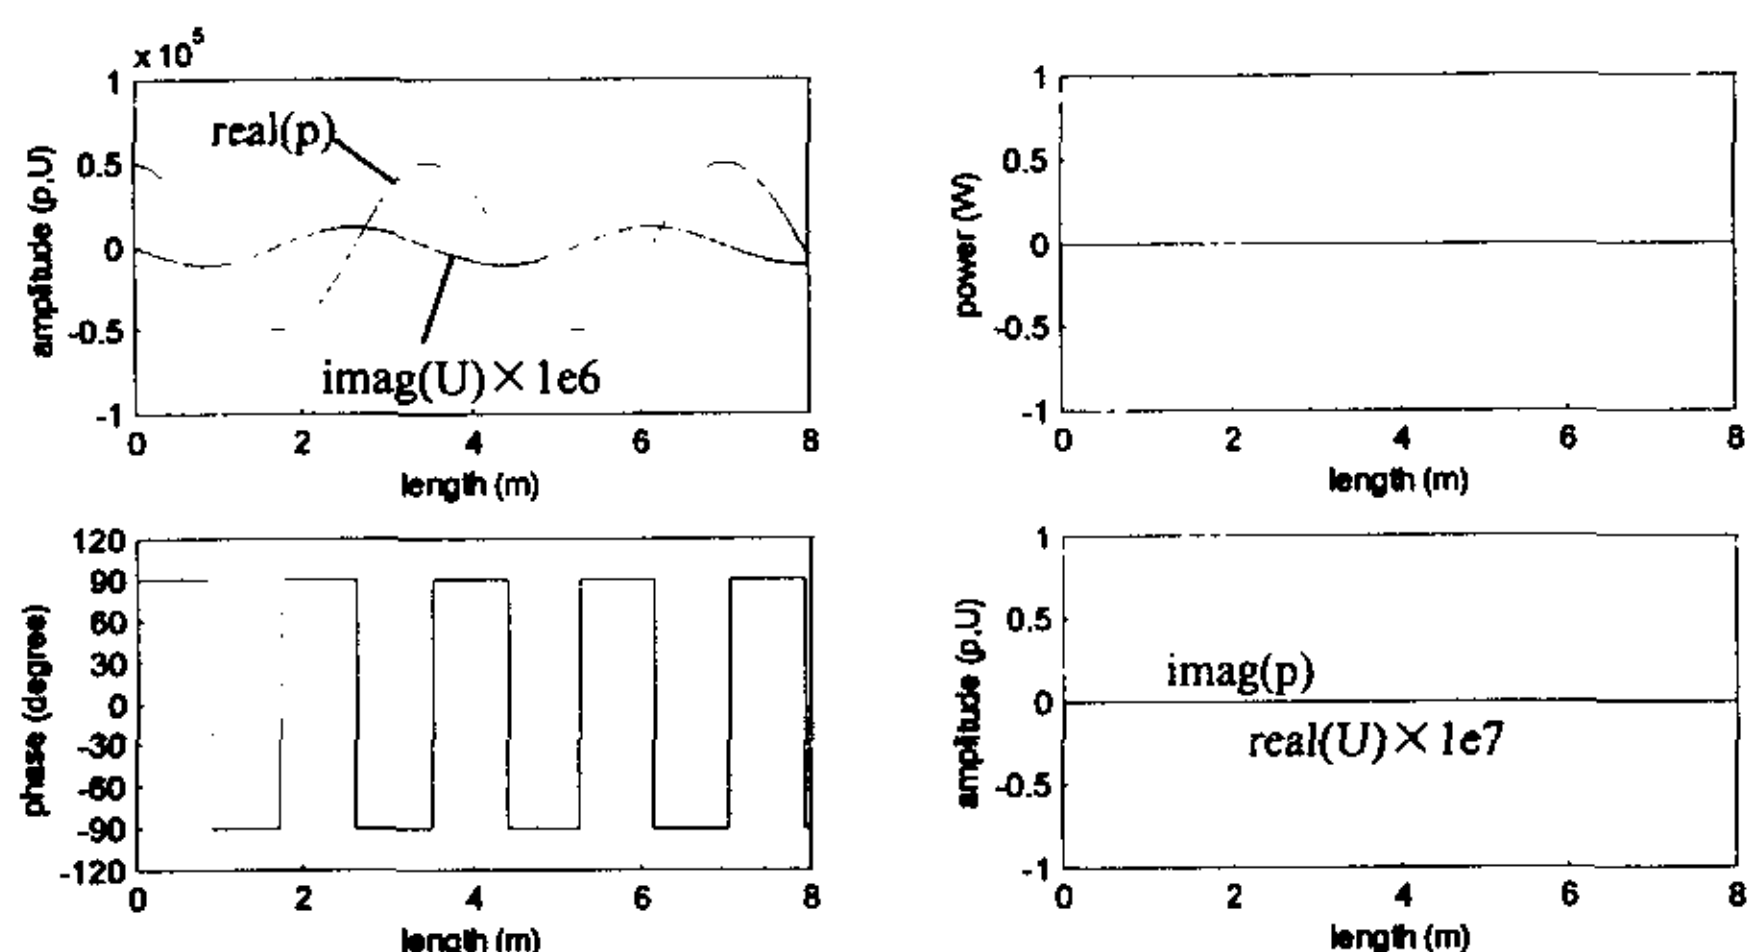 x 10^5
1
0.5
0
-0.5
-1
amplitude (p,U)
real(p)
imag(U)×1e6
0 2 4 6 8
length (m)
1
0.5
0
-0.5
-1
power (W)
0 2 4 6 8
length (m)
120
90
60
30
0
-30
-60
-90
-120
phase (degree)
0 2 4 6 8
length (m)
1
0.5
0
-0.5
-1
amplitude (p,U)
imag(p)
real(U)×1e7
0 2 4 6 8
length (m)